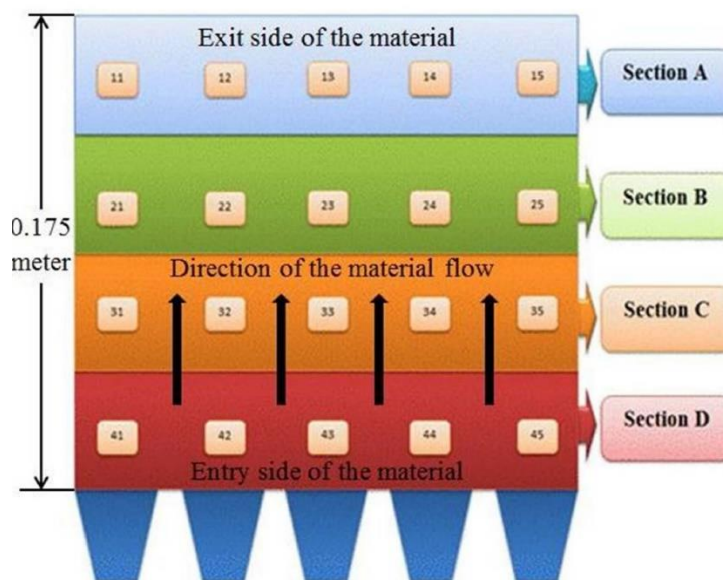 Exit side of the material
11 12 13 14 15
Section A
21 22 23 24 25
Section B
0.175
meter
Direction of the material flow
31 32 33 34 35
Section C
41 42 43 44 45
Section D
Entry side of the material